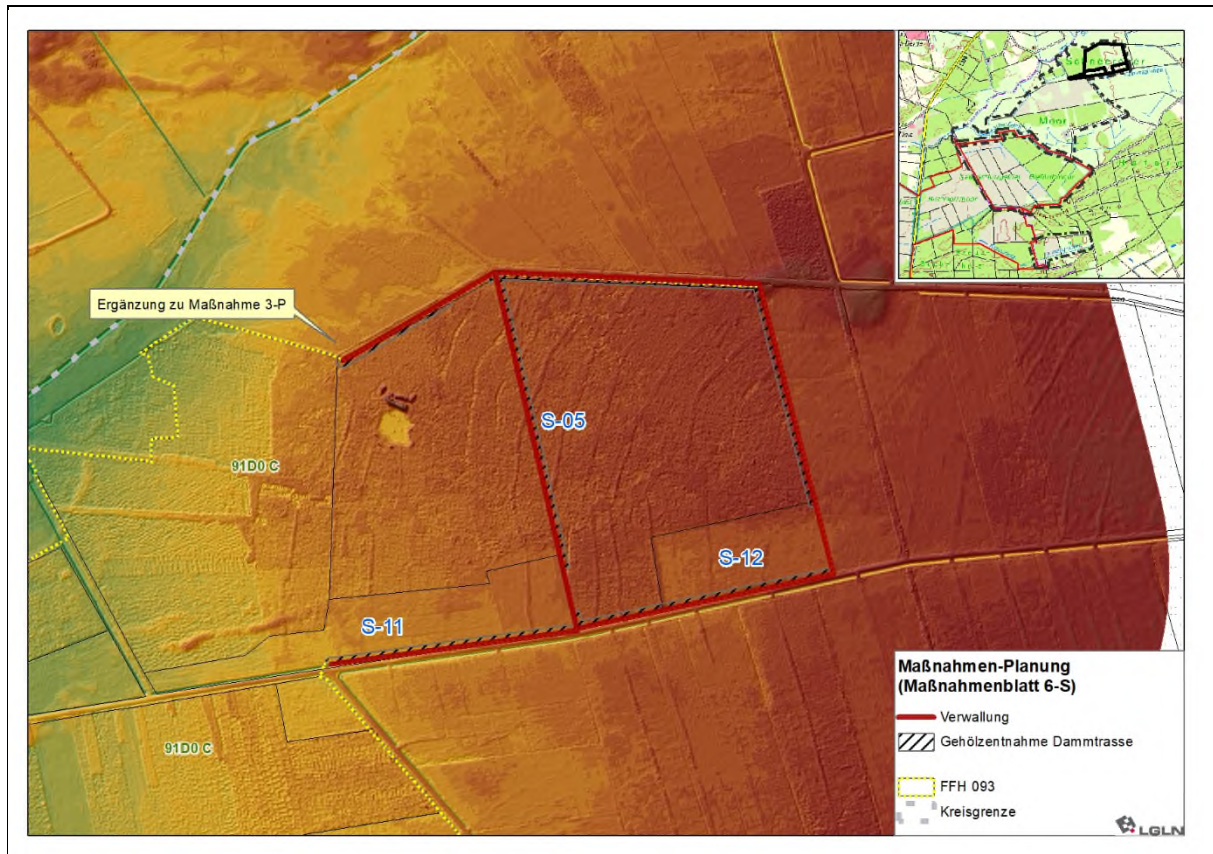 Moor
Ergänzung zu Maßnahme 3-P
S-05
91D0 C
S-12
S-11
91D0 C
Maßnahmen-Planung
(Maßnahmenblatt 6-S)
Verwallung
Gehölzentnahme Dammtrasse
FFH 093
Kreisgrenze
LGLN